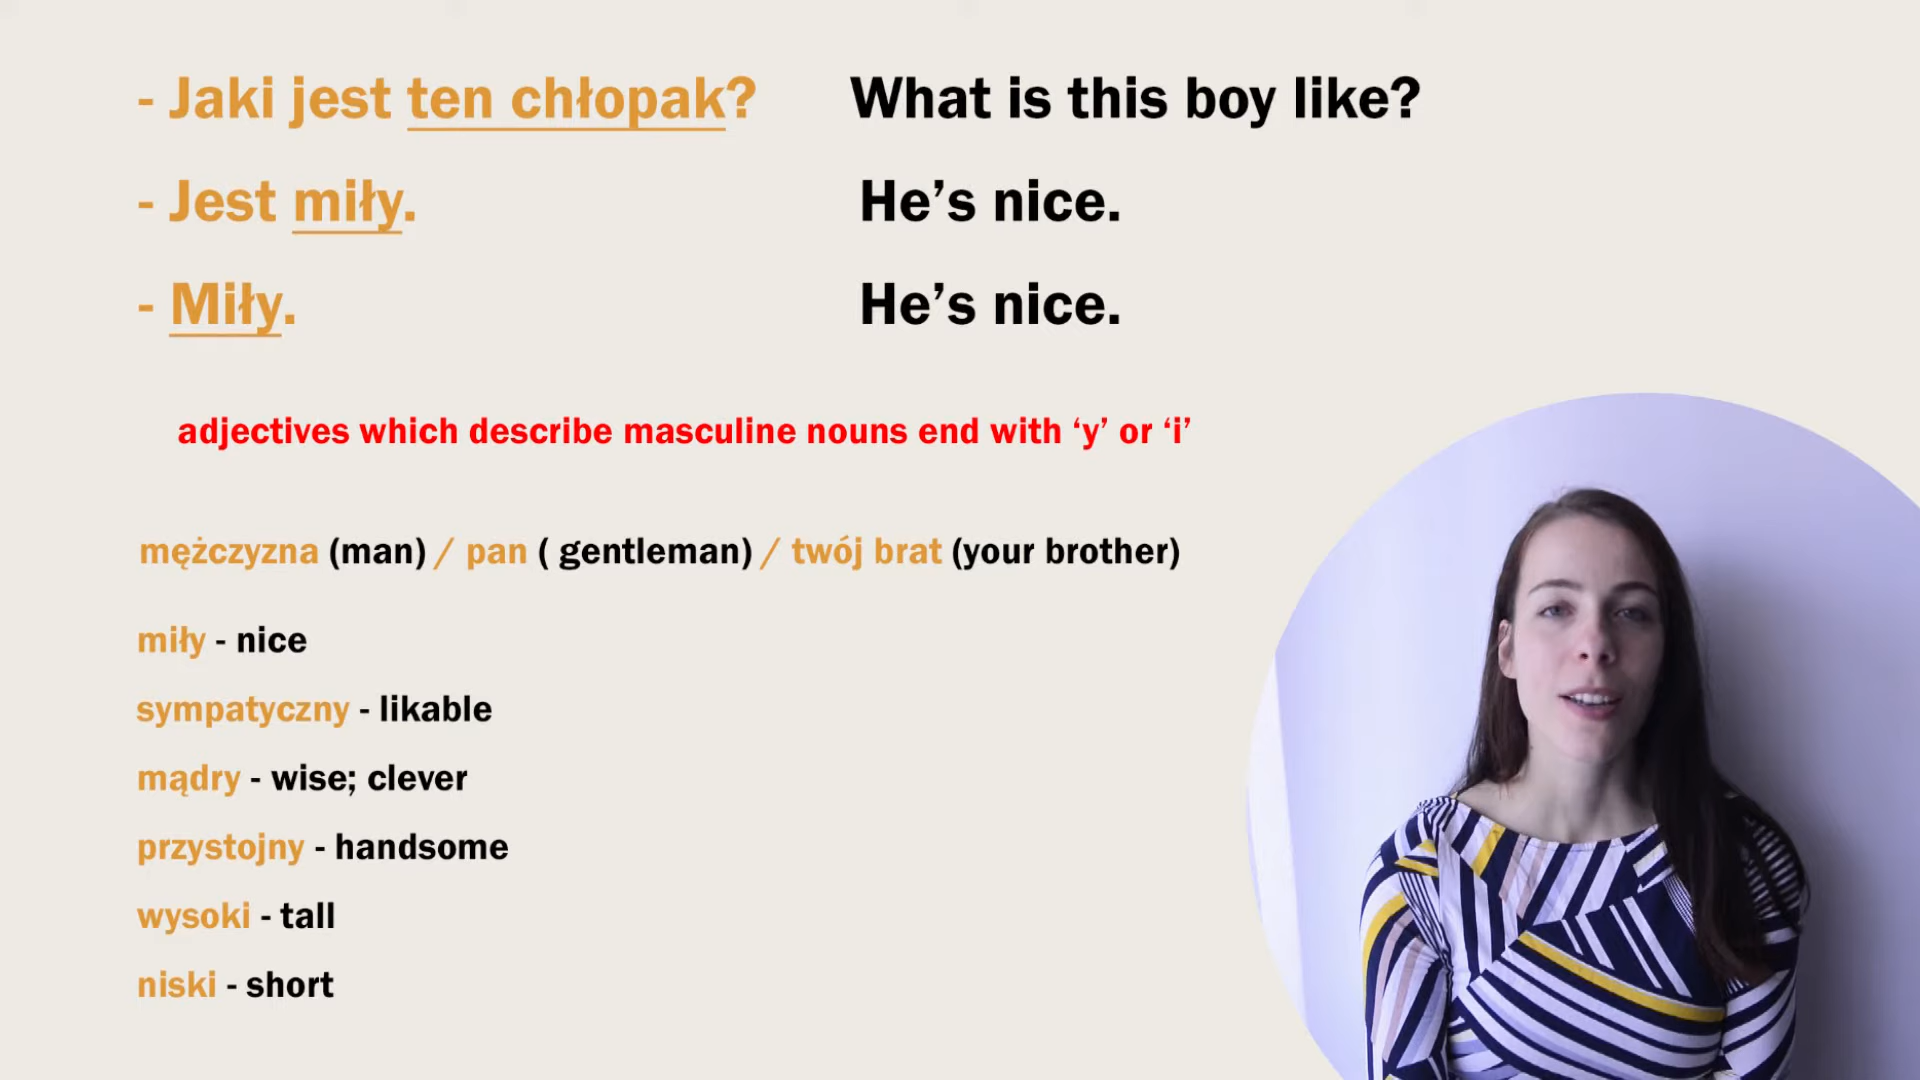 - Jaki jest ten chłopak? What is this boy like?
- Jest miły. He’s nice.
- Miły. He’s nice.
adjectives which describe masculine nouns end with ‘y’ or ‘i’
mężczyzna (man) / pan ( gentleman) / twój brat (your brother)
miły - nice
sympatyczny - likable
mądry - wise; clever
przystojny - handsome
wysoki - tall
niski - short